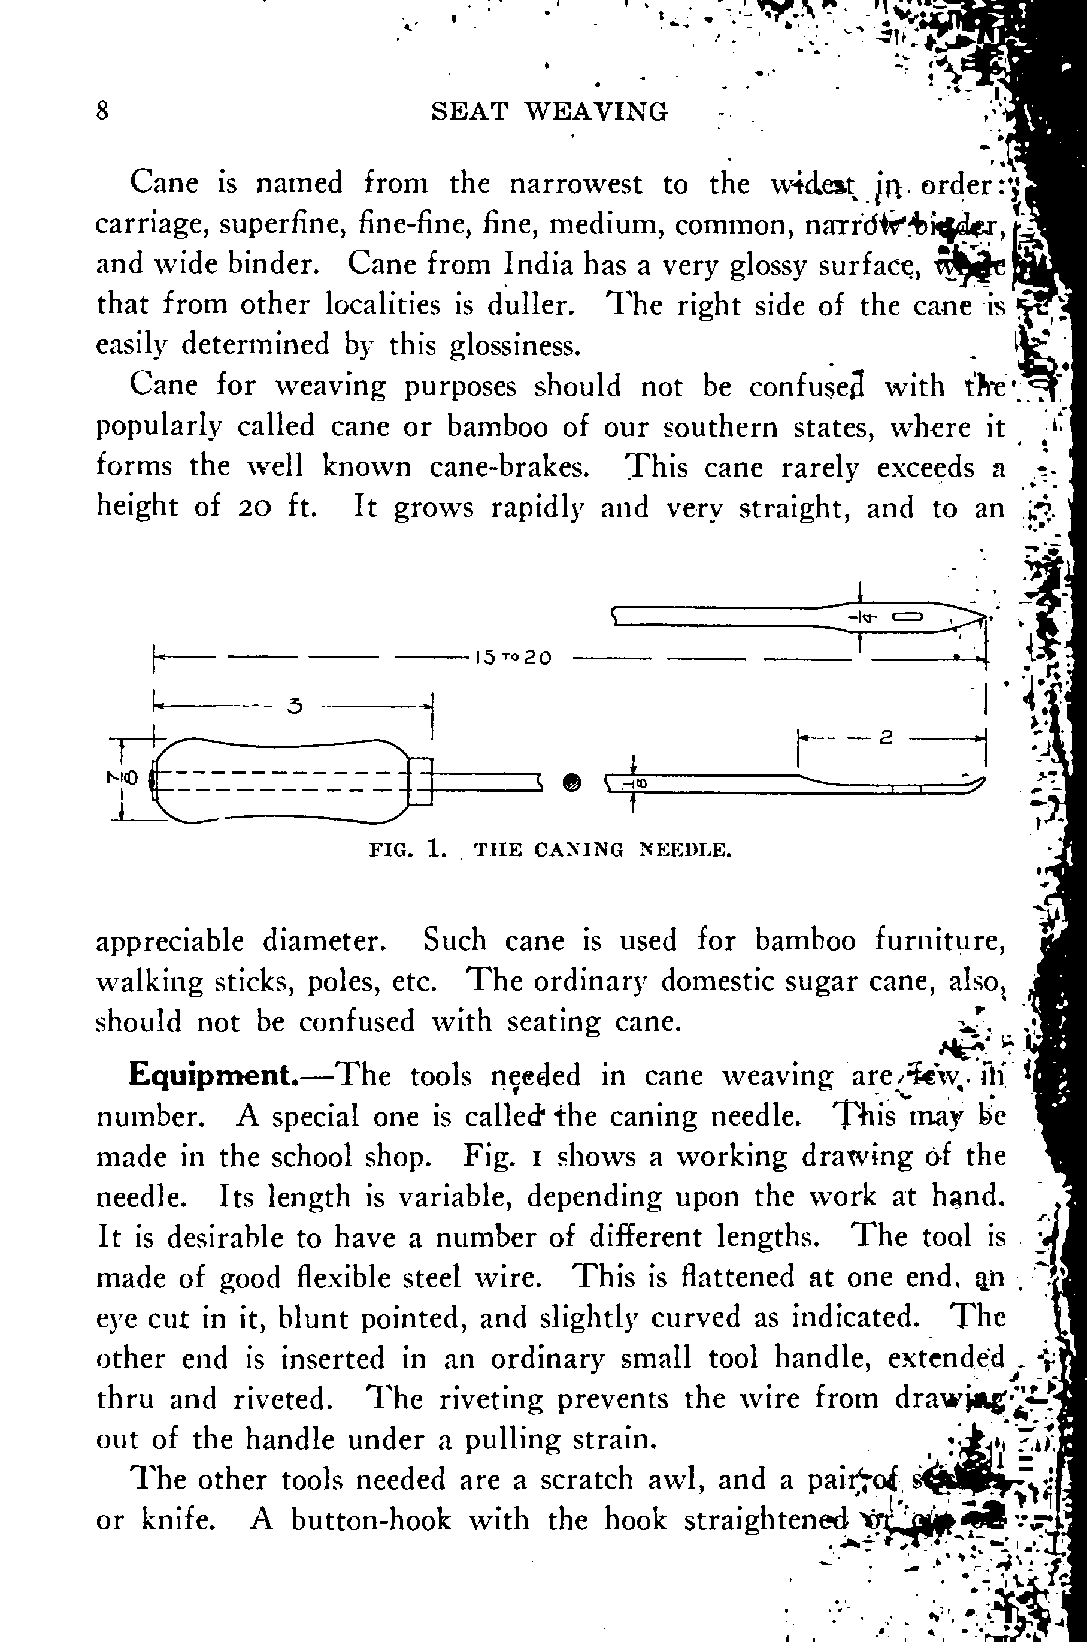 8 SEAT WEAVING
Cane is named from the narrowest to the widest in order:
carriage, superfine, fine-fine, fine, medium, common, narrow binder,
and wide binder. Cane from India has a very glossy surface,
that from other localities is duller. The right side of the cane is
easily determined by this glossiness.
Cane for weaving purposes should not be confused with the
popularly called cane or bamboo of our southern states, where it
forms the well known cane-brakes. This cane rarely exceeds a
height of 20 ft. It grows rapidly and very straight, and to an
1/4
15 TO 20
3
2
7/8
1/8
FIG. 1. THE CANING NEEDLE.
appreciable diameter. Such cane is used for bamboo furniture,
walking sticks, poles, etc. The ordinary domestic sugar cane, also,
should not be confused with seating cane.
Equipment.—The tools needed in cane weaving are few in
number. A special one is called the caning needle. This may be
made in the school shop. Fig. 1 shows a working drawing of the
needle. Its length is variable, depending upon the work at hand.
It is desirable to have a number of different lengths. The tool is
made of good flexible steel wire. This is flattened at one end, an
eye cut in it, blunt pointed, and slightly curved as indicated. The
other end is inserted in an ordinary small tool handle, extended
thru and riveted. The riveting prevents the wire from drawing
out of the handle under a pulling strain.
The other tools needed are a scratch awl, and a pair of
or knife. A button-hook with the hook straightened